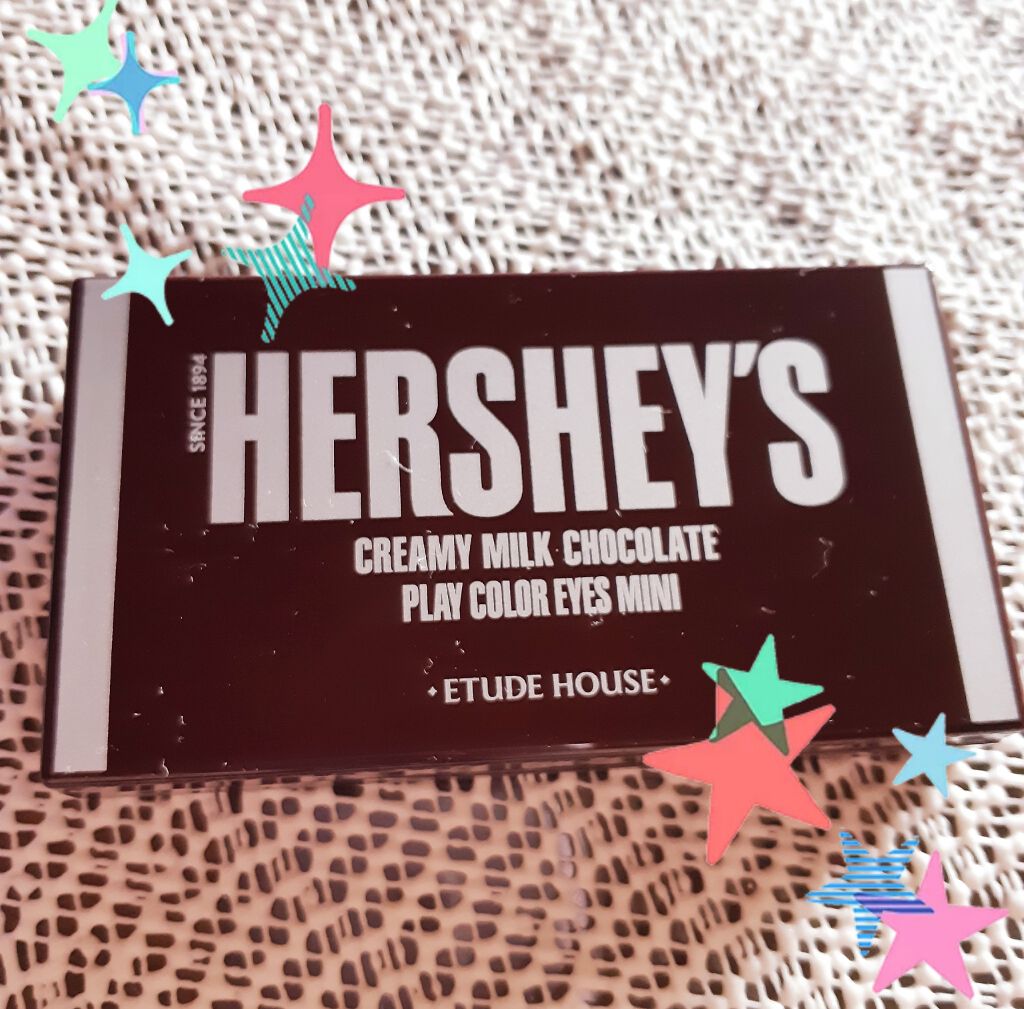 SINCE 1894
HERSHEY'S
CREAMY MILK CHOCOLATE
PLAY COLOR EYES MINI
•ETUDE HOUSE•